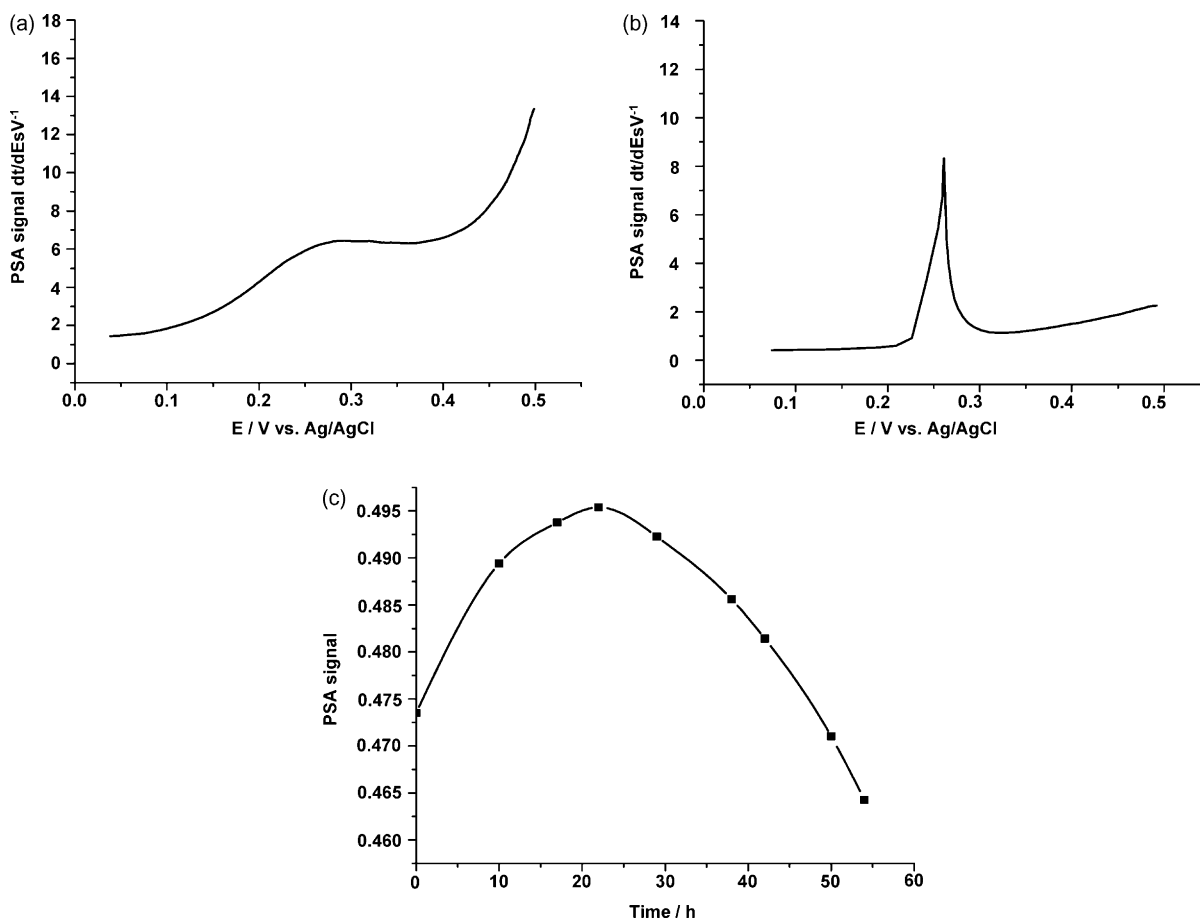 (a)
18
16
14
12
10
8
6
4
2
0
PSA signal dt/dEsV-1
0.0 0.1 0.2 0.3 0.4 0.5
E / V vs. Ag/AgCl
(b)
14
12
10
8
6
4
2
0
PSA signal dt/dEsV-1
0.0 0.1 0.2 0.3 0.4 0.5
E / V vs. Ag/AgCl
(c)
0.495
0.490
0.485
0.480
0.475
0.470
0.465
0.460
PSA signal
0 10 20 30 40 50 60
Time / h